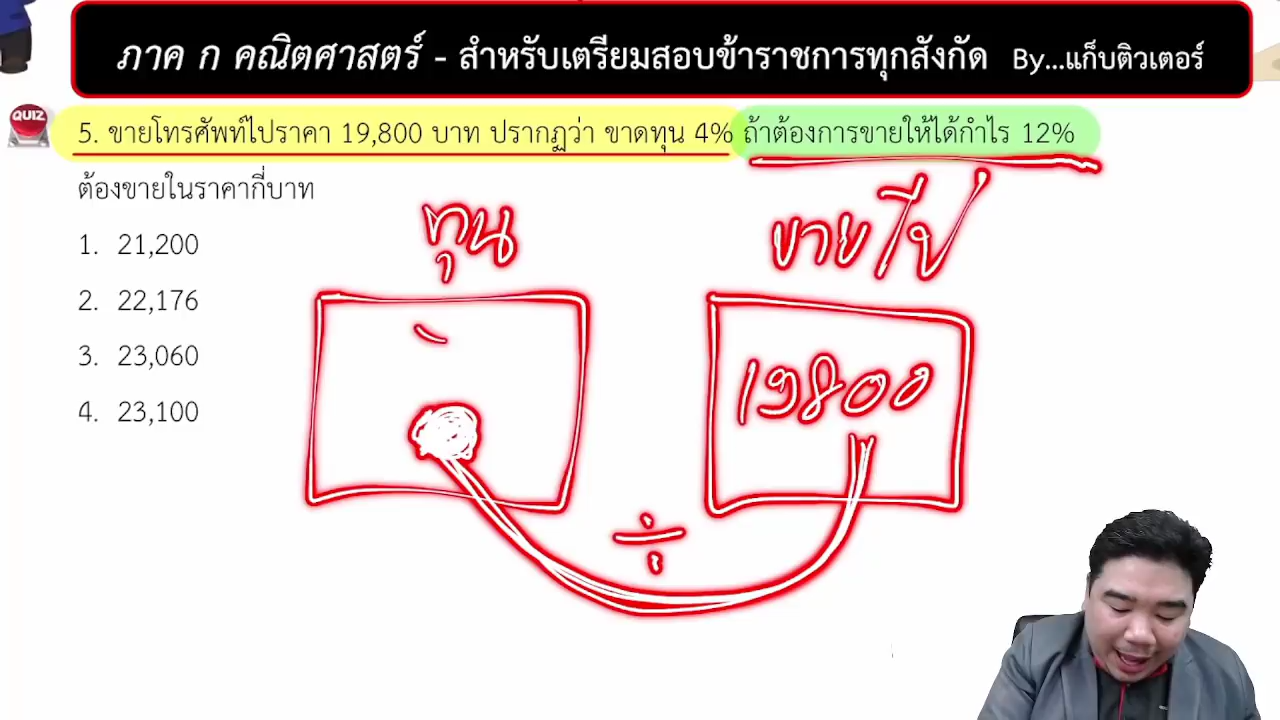 ภาค ก คณิตศาสตร์ - สำหรับเตรียมสอบข้าราชการทุกสังกัด By...แก็บติวเตอร์
QUIZ
5. ขายโทรศัพท์ไปราคา 19,800 บาท ปรากฏว่า ขาดทุน 4% ถ้าต้องการขายให้ได้กำไร 12%
ต้องขายในราคากี่บาท
1. 21,200
2. 22,176
3. 23,060
4. 23,100
ทุน ขายไป
19800
÷